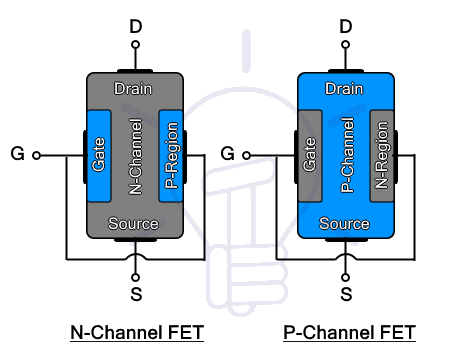 D
D
Drain
Drain
G
Gate
N-Channel
P-Region
G
Gate
P-Channel
N-Region
Source
Source
S
S
N-Channel FET
P-Channel FET